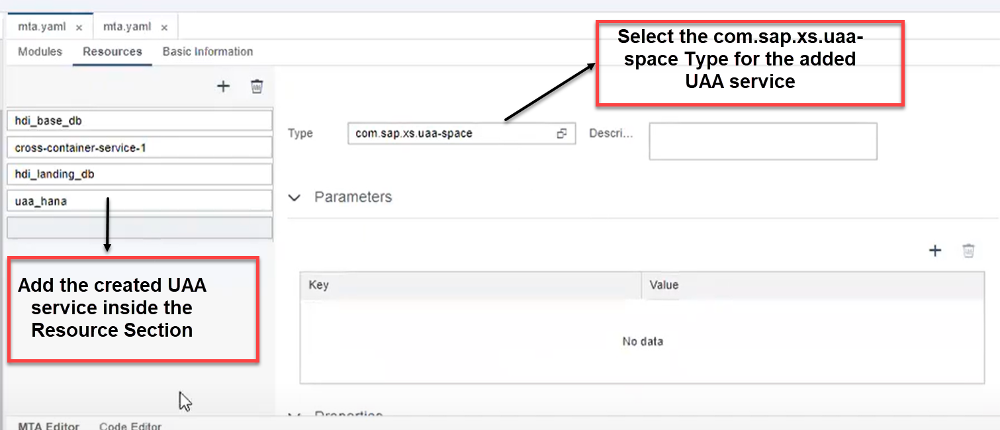 mta.yaml × mta.yaml ×
Modules Resources Basic Information
Select the com.sap.xs.uaa-
space Type for the added
UAA service
hdi_base_db
cross-container-service-1
hdi_landing_db
uaa_hana
Type com.sap.xs.uaa-space Descri...
Parameters
Add the created UAA
service inside the
Resource Section
Key Value
No data
Properties
MTA Editor Code Editor